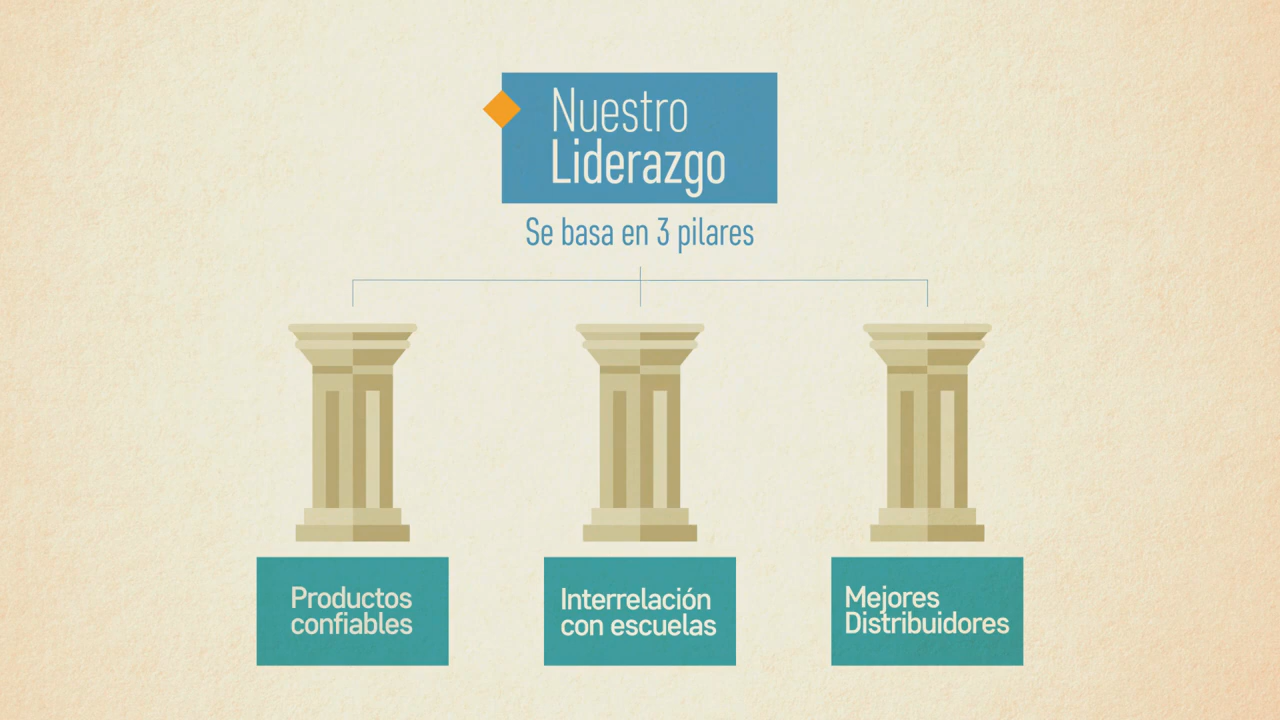 Nuestro
Liderazgo
Se basa en 3 pilares
Productos
confiables
Interrelación
con escuelas
Mejores
Distribuidores